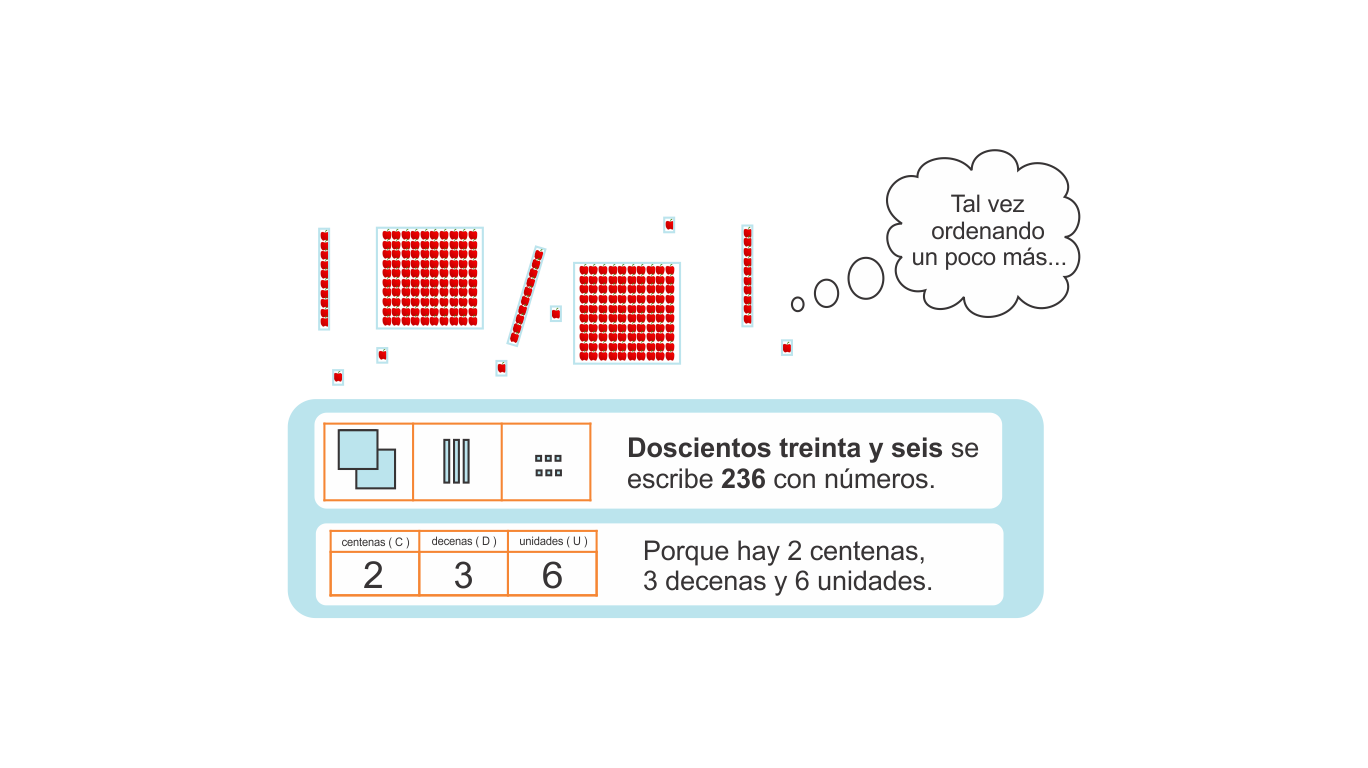 Tal vez
ordenando
un poco más...
Doscientos treinta y seis se
escribe 236 con números.
centenas ( C ) decenas ( D ) unidades ( U )
2 3 6
Porque hay 2 centenas,
3 decenas y 6 unidades.